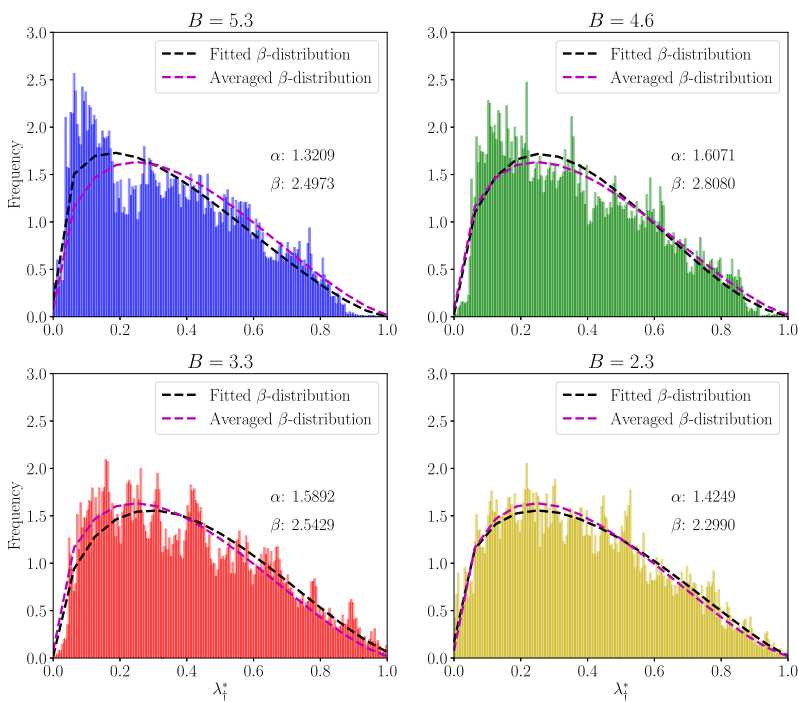 B = 5.3
3.0
2.5
2.0
1.5
1.0
0.5
0.0
Frequency
Fitted β-distribution
Averaged β-distribution
α: 1.3209
β: 2.4973
0.0 0.2 0.4 0.6 0.8 1.0
B = 4.6
3.0
2.5
2.0
1.5
1.0
0.5
0.0
Fitted β-distribution
Averaged β-distribution
α: 1.6071
β: 2.8080
0.0 0.2 0.4 0.6 0.8 1.0
B = 3.3
3.0
2.5
2.0
1.5
1.0
0.5
0.0
Frequency
Fitted β-distribution
Averaged β-distribution
α: 1.5892
β: 2.5429
0.0 0.2 0.4 0.6 0.8 1.0
λ†*
B = 2.3
3.0
2.5
2.0
1.5
1.0
0.5
0.0
Fitted β-distribution
Averaged β-distribution
α: 1.4249
β: 2.2990
0.0 0.2 0.4 0.6 0.8 1.0
λ†*